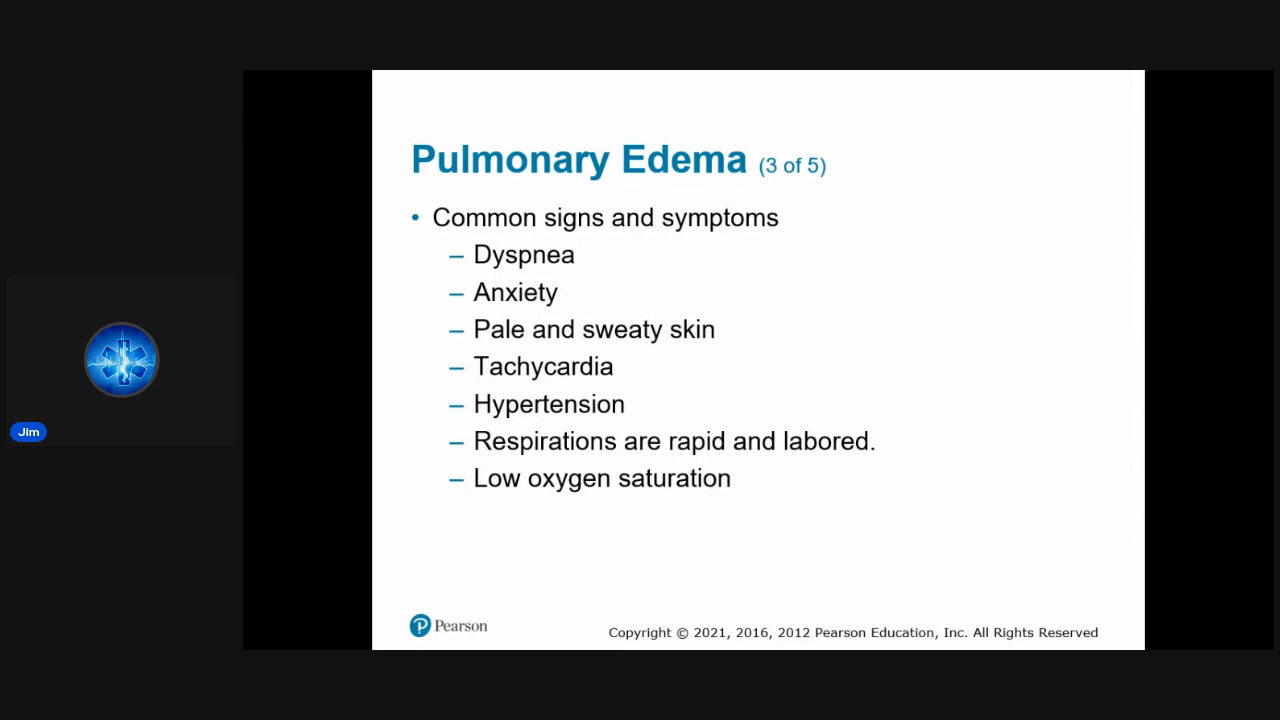 Pulmonary Edema (3 of 5)
• Common signs and symptoms
– Dyspnea
– Anxiety
– Pale and sweaty skin
– Tachycardia
– Hypertension
– Respirations are rapid and labored.
– Low oxygen saturation
Jim
P Pearson
Copyright © 2021, 2016, 2012 Pearson Education, Inc. All Rights Reserved